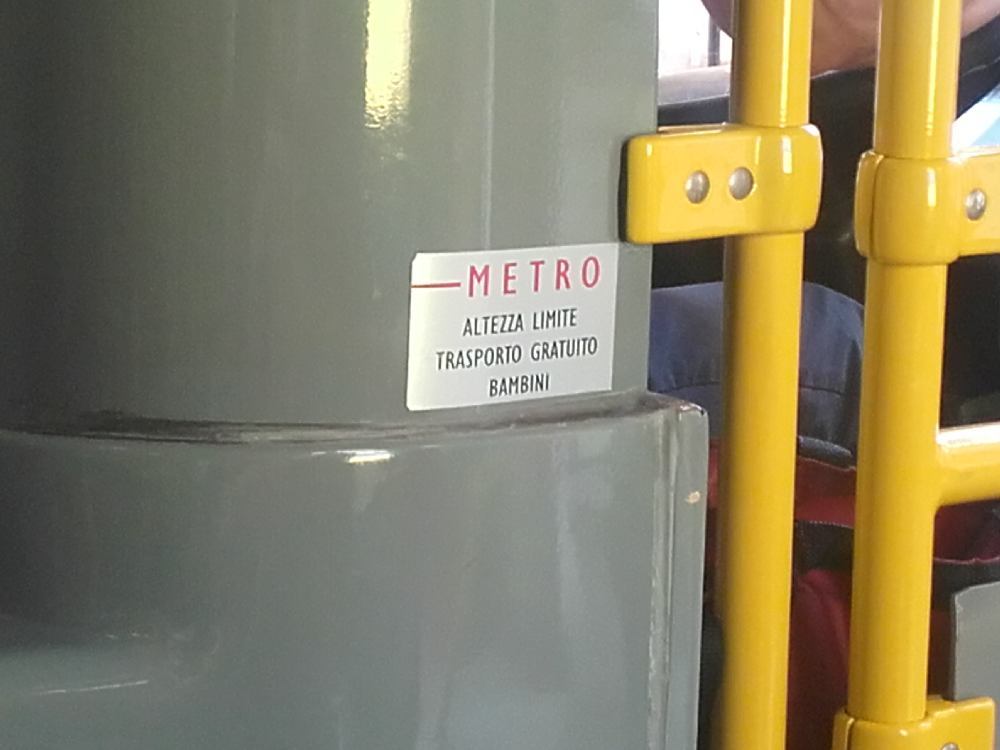 METRO
ALTEZZA LIMITE
TRASPORTO GRATUITO
BAMBINI